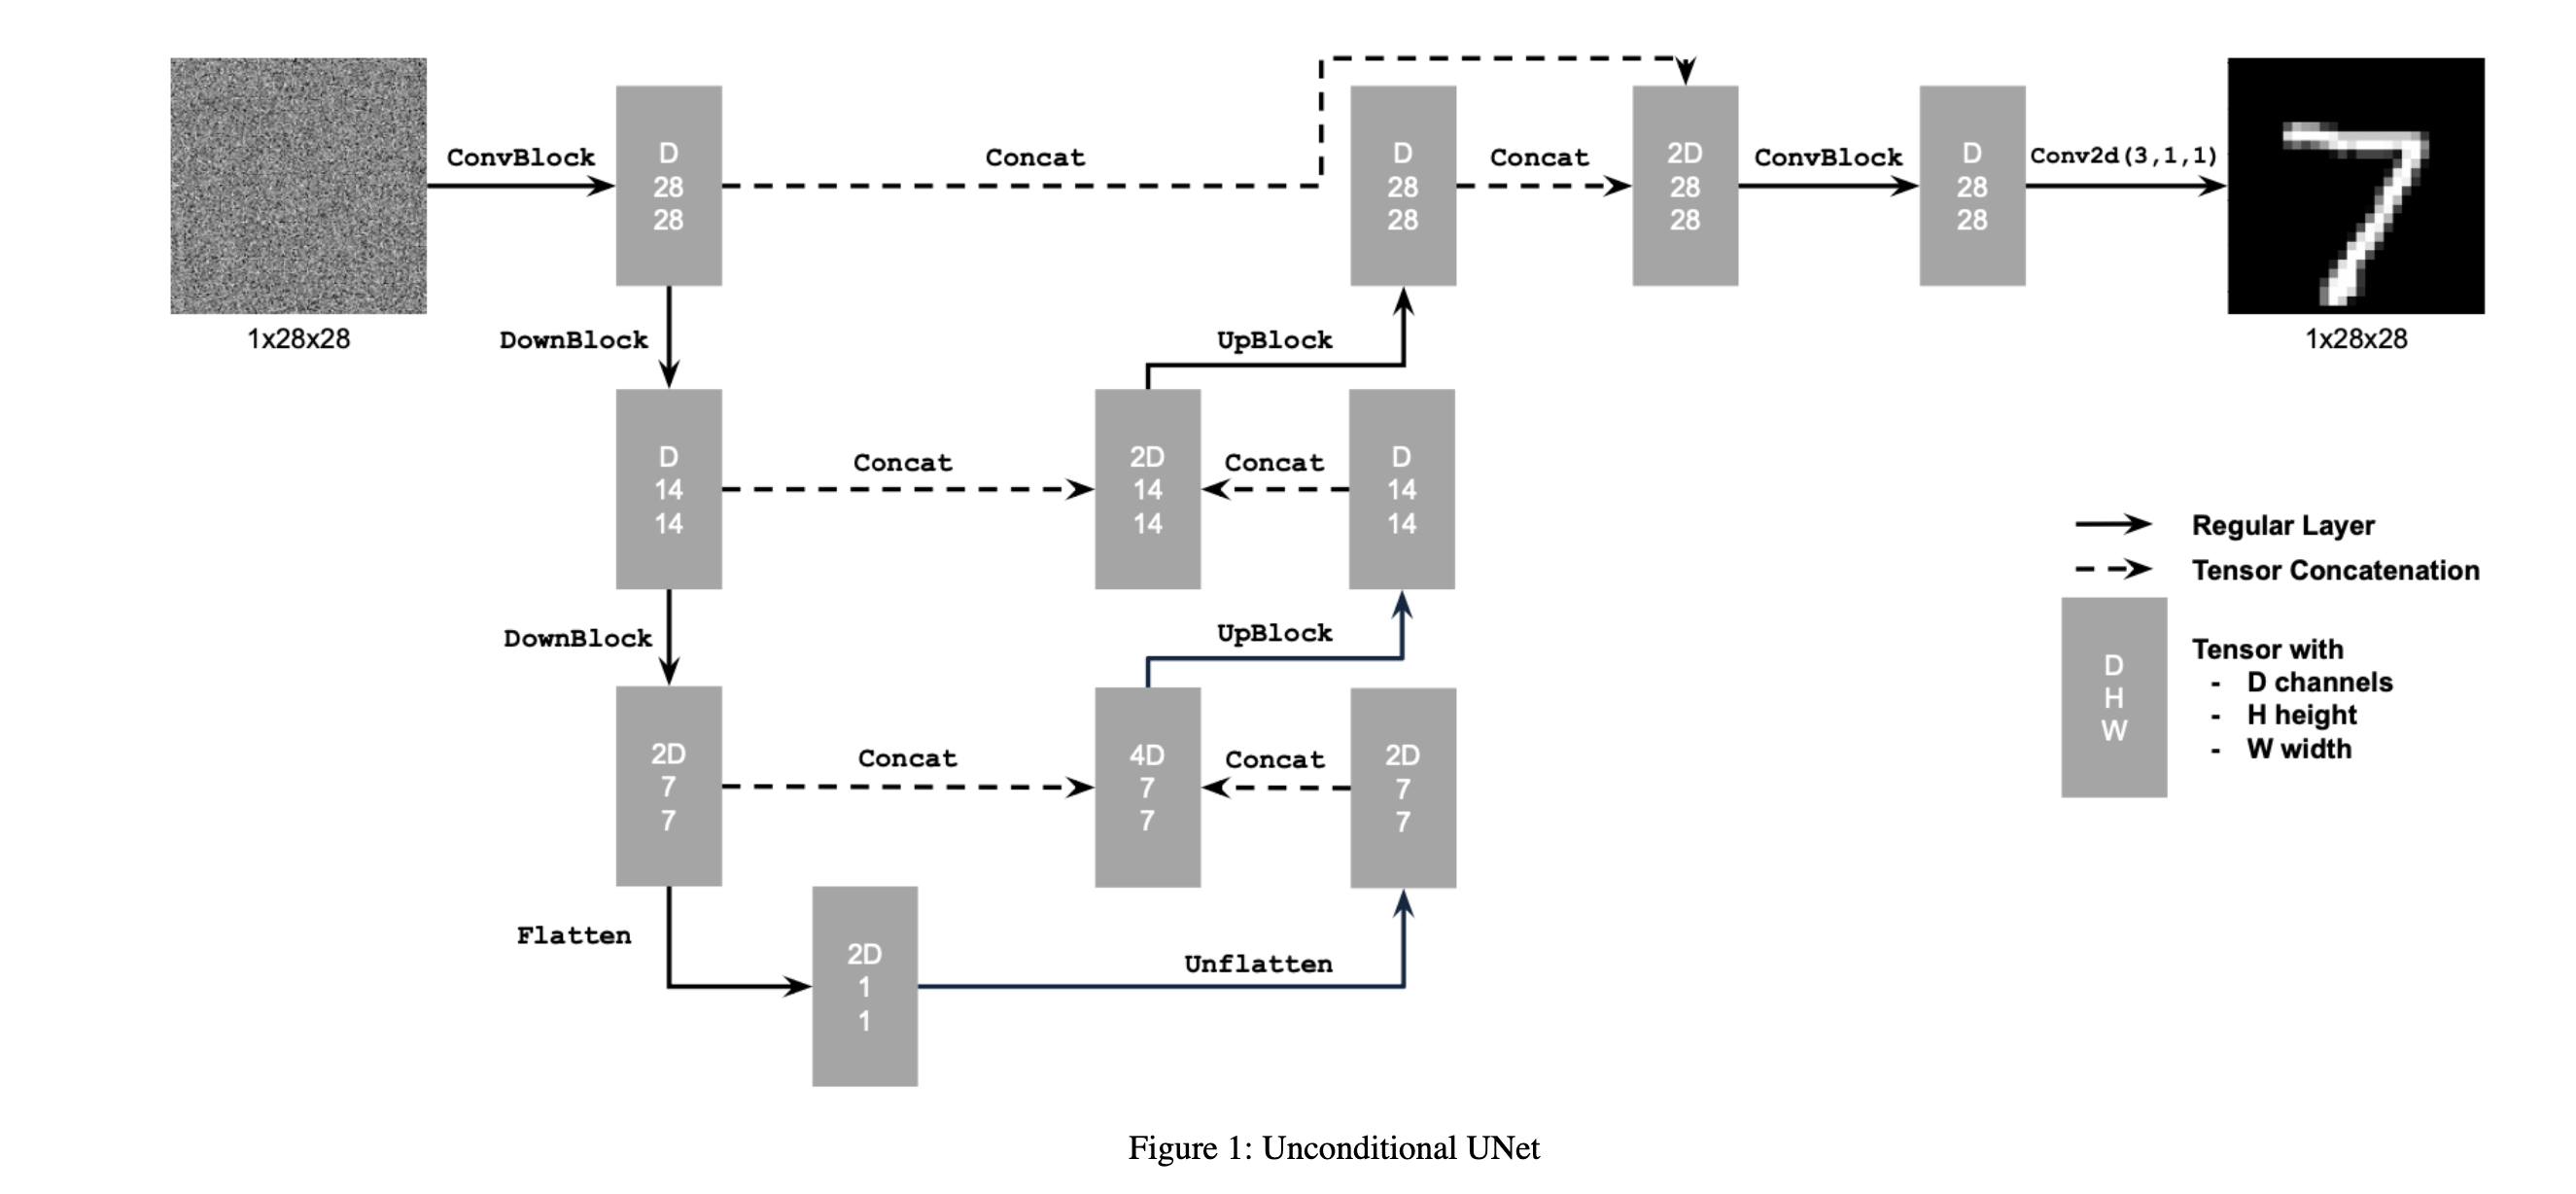 ConvBlock
D
28
28
Concat
D
28
28
Concat
2D
28
28
ConvBlock
D
28
28
Conv2d(3,1,1)
1x28x28
1x28x28
DownBlock
UpBlock
D
14
14
Concat
2D
14
14
Concat
D
14
14
Regular Layer
Tensor Concatenation
D
H
W
Tensor with
- D channels
- H height
- W width
DownBlock
UpBlock
2D
7
7
Concat
4D
7
7
Concat
2D
7
7
Flatten
2D
1
1
Unflatten
7
Figure 1: Unconditional UNet